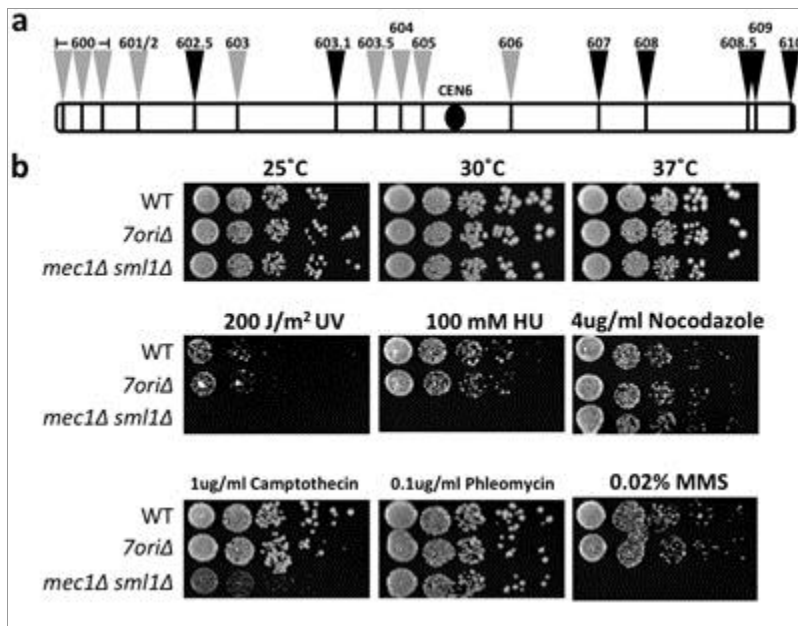 a
604 609
600 601/2 602.5 603 603.1 603.5 605 606 607 608 608.5 610
CEN6
b
25˚C 30˚C 37˚C
WT
7oriΔ
mec1Δ sml1Δ
200 J/m² UV 100 mM HU 4ug/ml Nocodazole
WT
7oriΔ
mec1Δ sml1Δ
1ug/ml Camptothecin 0.1ug/ml Phleomycin 0.02% MMS
WT
7oriΔ
mec1Δ sml1Δ